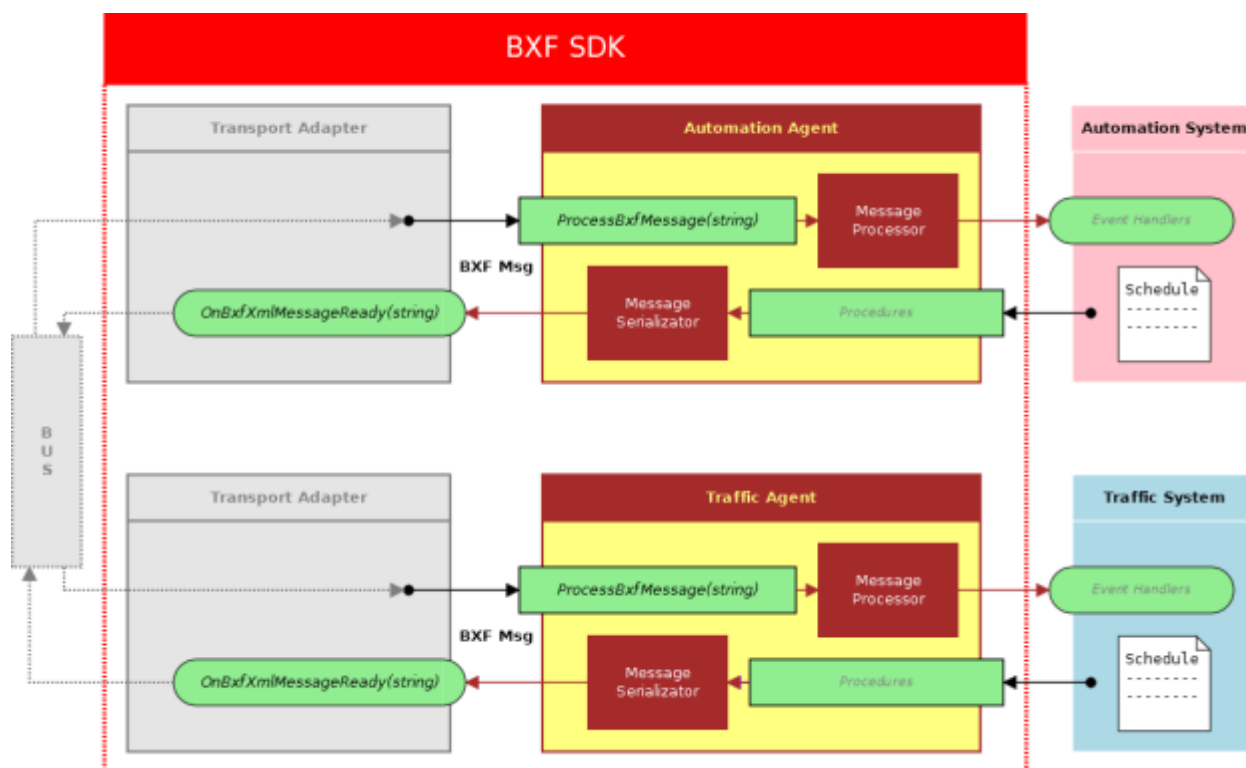 BXF SDK
Transport Adapter
Automation Agent
Automation System
ProcessBxfMessage(string)
Message
Processor
Event Handlers
BXF Msg
OnBxfXmlMessageReady(string)
Message
Serializator
Procedures
Schedule
B
U
S
Transport Adapter
Traffic Agent
Traffic System
ProcessBxfMessage(string)
Message
Processor
Event Handlers
BXF Msg
OnBxfXmlMessageReady(string)
Message
Serializator
Procedures
Schedule